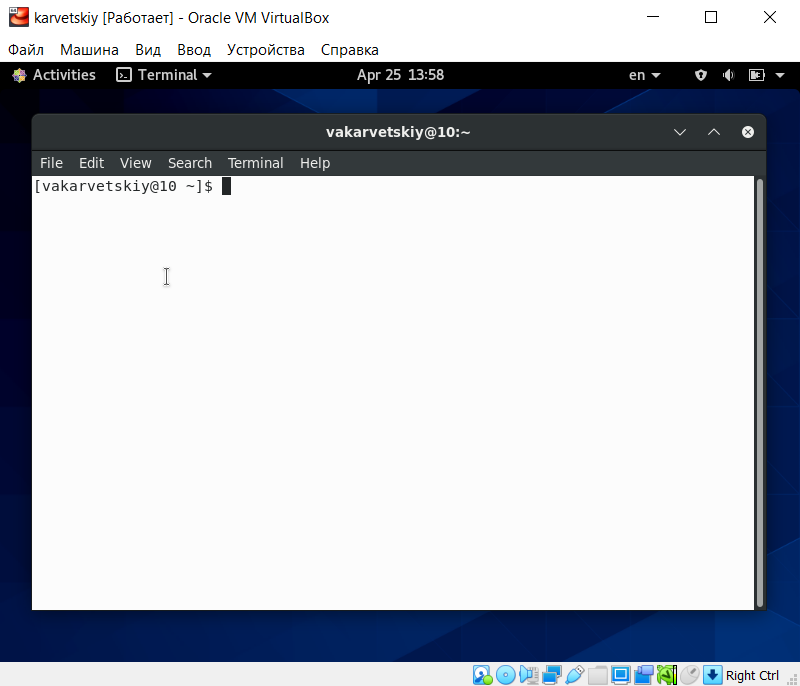 karvetskiy [Работает] - Oracle VM VirtualBox
Файл Машина Вид Ввод Устройства Справка
Activities Terminal Apr 25 13:58 en
vakarvetskiy@10:~
File Edit View Search Terminal Help
[vakarvetskiy@10 ~]$
Right Ctrl